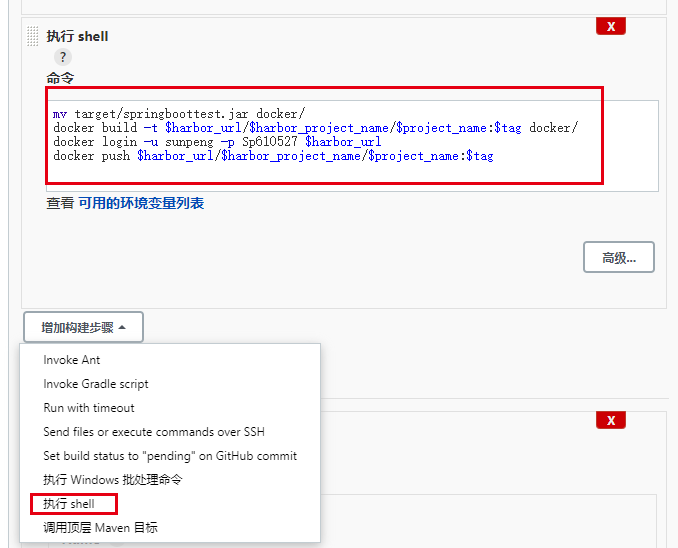 执行 shell
X
?
命令
mv target/springboottest.jar docker/
docker build -t $harbor_url/$harbor_project_name/$project_name:$tag docker/
docker login -u sunpeng -p Sp610527 $harbor_url
docker push $harbor_url/$harbor_project_name/$project_name:$tag
查看 可用的环境变量列表
高级...
增加构建步骤
Invoke Ant
Invoke Gradle script
Run with timeout
X
Send files or execute commands over SSH
Set build status to "pending" on GitHub commit
执行 Windows 批处理命令
执行 shell
调用顶层 Maven 目标